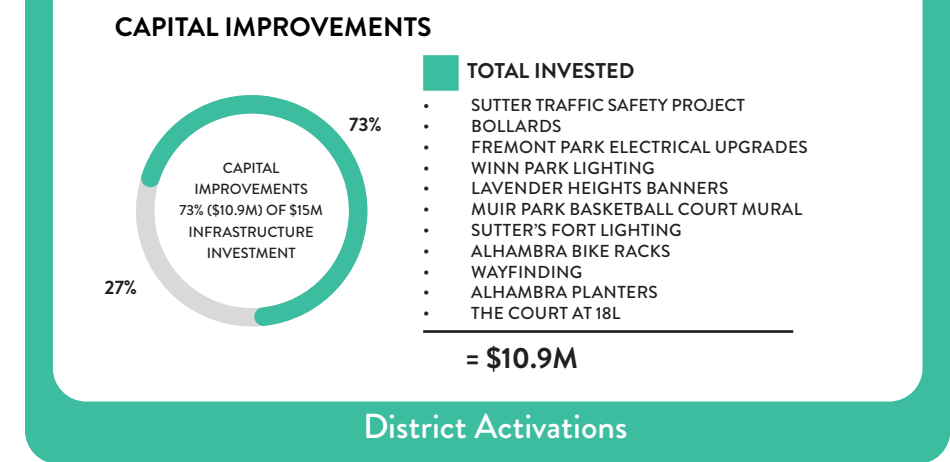 CAPITAL IMPROVEMENTS
73%
CAPITAL
IMPROVEMENTS
73% ($10.9M) OF $15M
INFRASTRUCTURE
INVESTMENT
27%
TOTAL INVESTED
• SUTTER TRAFFIC SAFETY PROJECT
• BOLLARDS
• FREMONT PARK ELECTRICAL UPGRADES
• WINN PARK LIGHTING
• LAVENDER HEIGHTS BANNERS
• MUIR PARK BASKETBALL COURT MURAL
• SUTTER’S FORT LIGHTING
• ALHAMBRA BIKE RACKS
• WAYFINDING
• ALHAMBRA PLANTERS
• THE COURT AT 18L
= $10.9M
District Activations